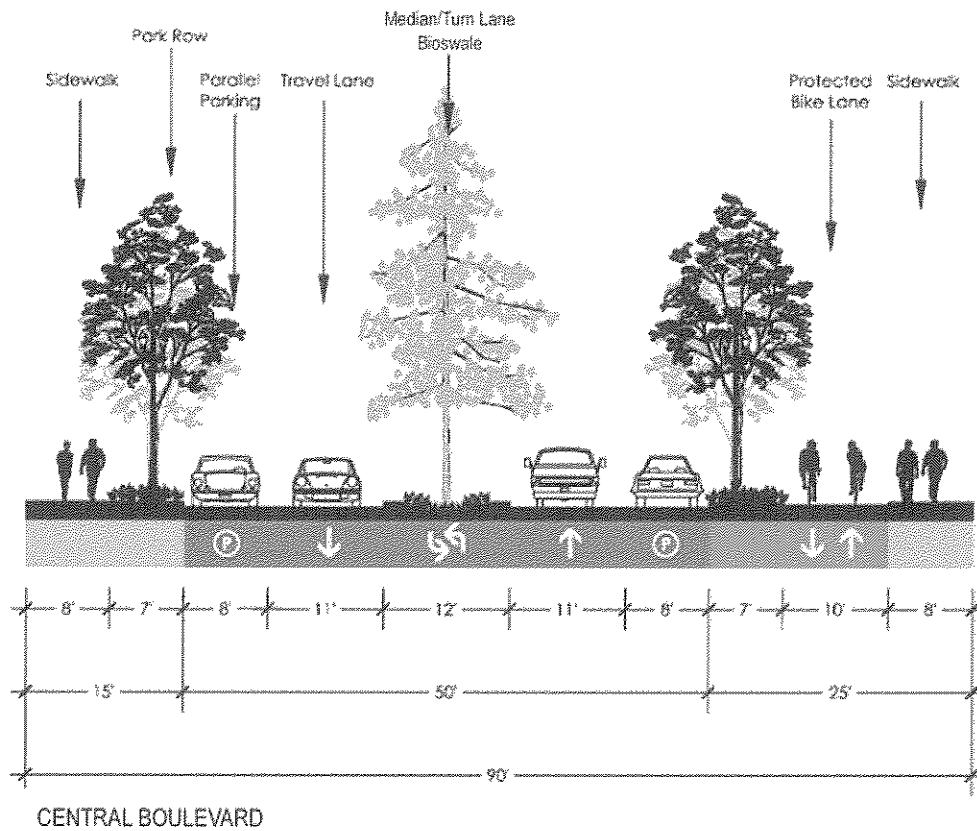 Median/Turn Lane
Bioswale
Park Row
Sidewalk
Parallel
Parking
Travel Lane
Protected
Bike Lane
Sidewalk
P
P
8' 7' 8' 11' 12' 11' 8' 7' 10' 8'
15' 50' 25'
90'
CENTRAL BOULEVARD